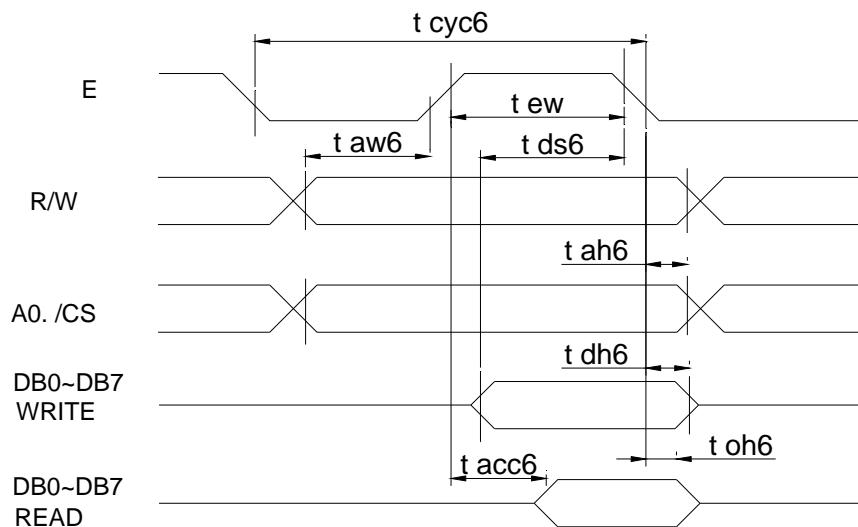 t cyc6
E
t ew
t aw6
t ds6
R/W
t ah6
A0. /CS
t dh6
DB0~DB7
WRITE
t oh6
t acc6
DB0~DB7
READ